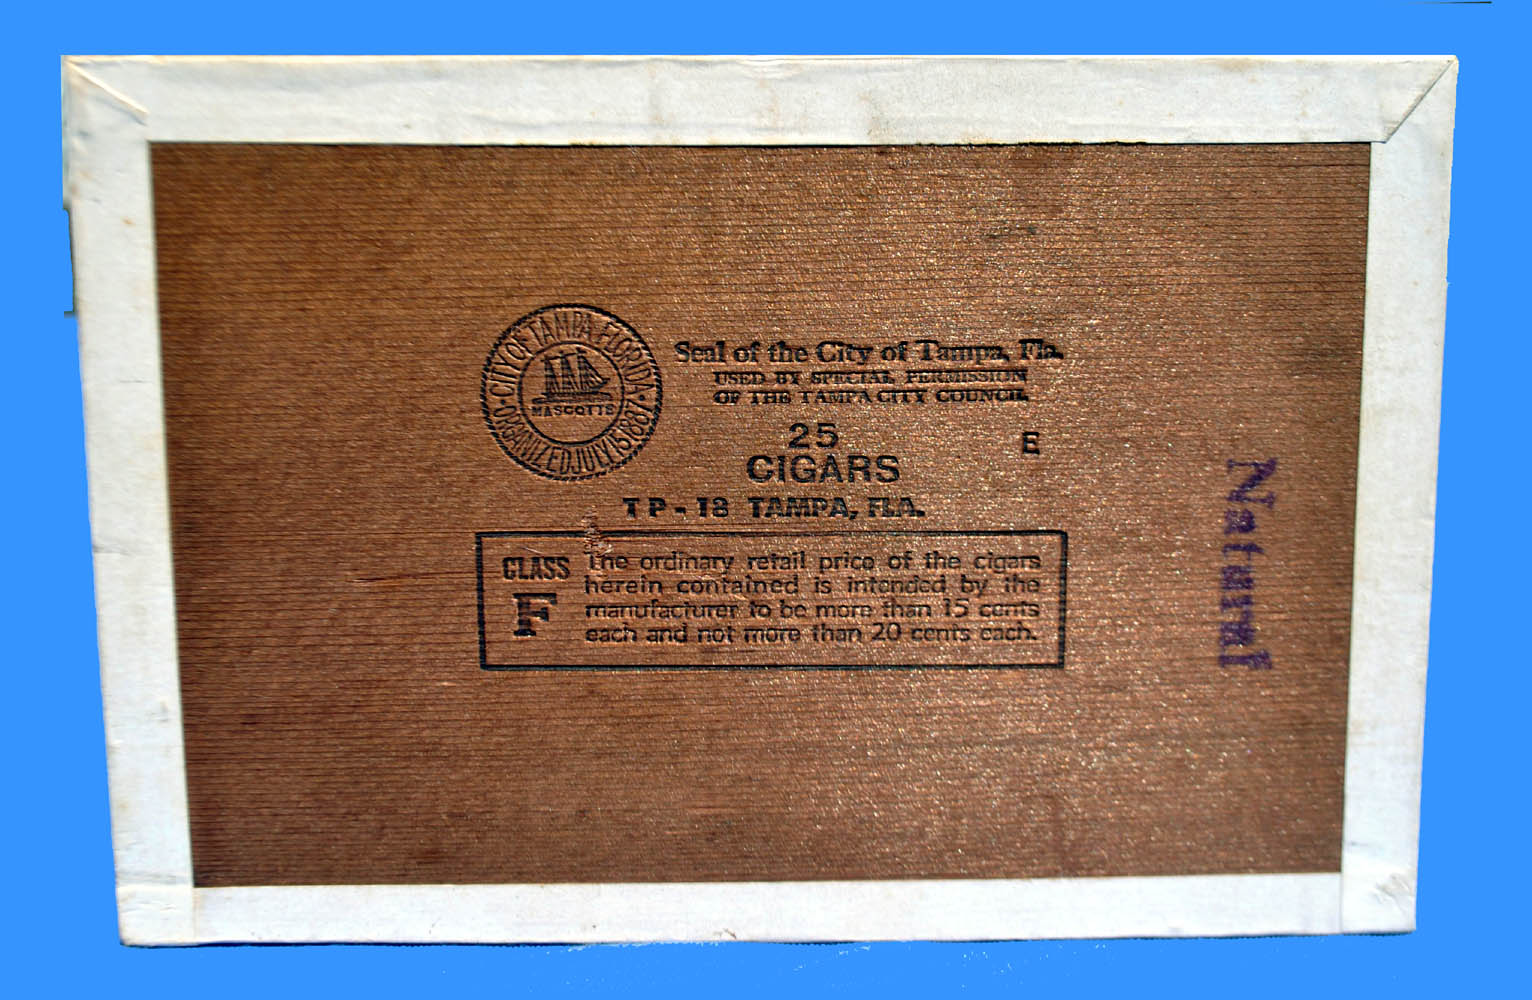 CITY OF TAMPA FLORIDA
ORGANIZED JULY 15 1887
MASCOTTE
Seal of the City of Tampa, Fla.
USED BY SPECIAL PERMISSION
OF THE TAMPA CITY COUNCIL
25
E
CIGARS
TP-18 TAMPA, FLA.
CLASS
F
The ordinary retail price of the cigars
herein contained is intended by the
manufacturer to be more than 15 cents
each and not more than 20 cents each.
Natural